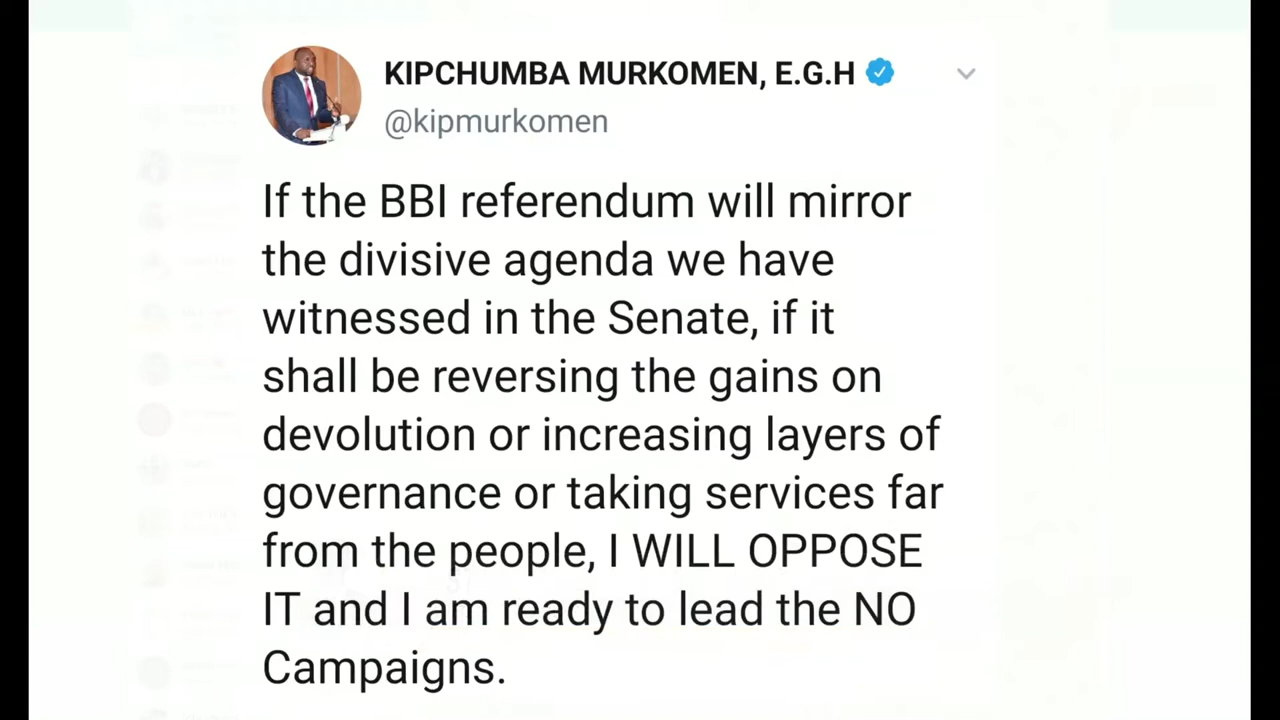 KIPCHUMBA MURKOMEN, E.G.H
@kipmurkomen
If the BBI referendum will mirror
the divisive agenda we have
witnessed in the Senate, if it
shall be reversing the gains on
devolution or increasing layers of
governance or taking services far
from the people, I WILL OPPOSE
IT and I am ready to lead the NO
Campaigns.